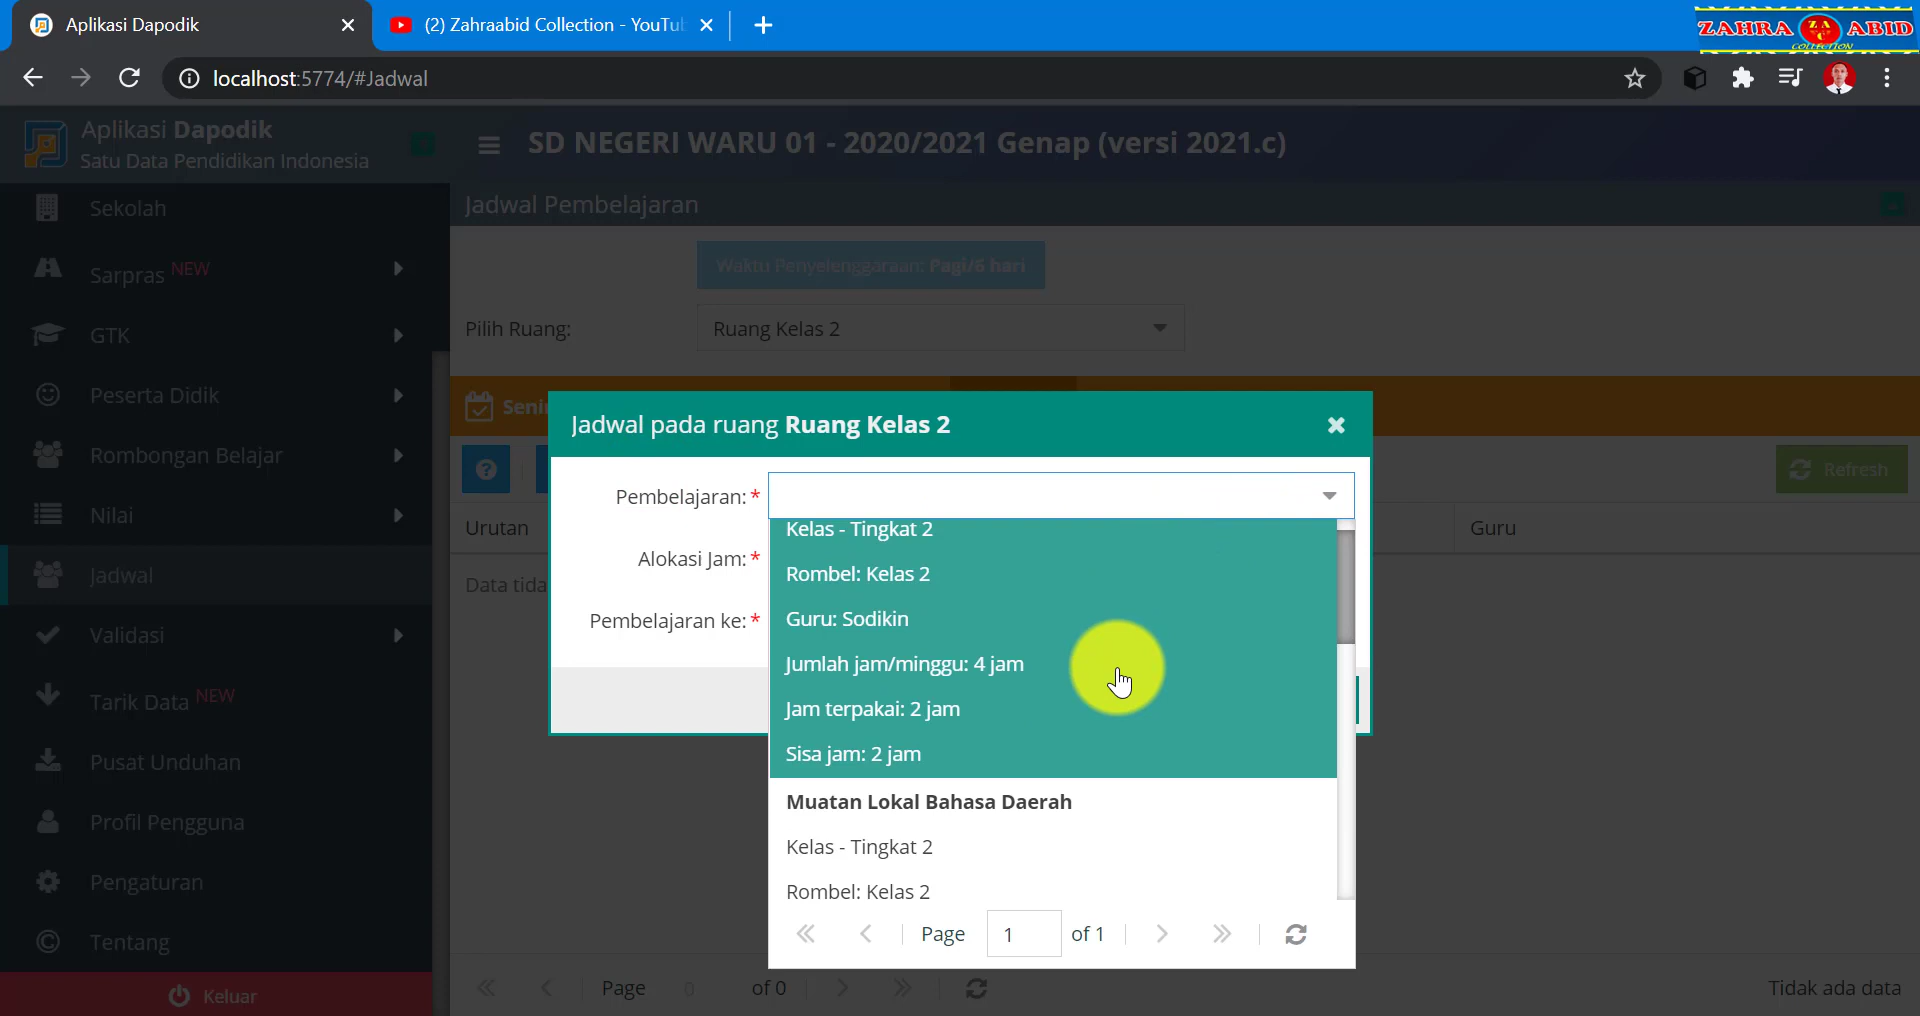 Aplikasi Dapodik
(2) Zahraabid Collection - YouTu
ZAHRA ZA C ABID
COLLECTION
localhost:5774/#Jadwal
Aplikasi Dapodik
Satu Data Pendidikan Indonesia
SD NEGERI WARU 01 - 2020/2021 Genap (versi 2021.c)
Sekolah
Sarpras NEW
GTK
Peserta Didik
Rombongan Belajar
Nilai
Jadwal
Validasi
Tarik Data NEW
Pusat Unduhan
Profil Pengguna
Pengaturan
Tentang
Keluar
Jadwal Pembelajaran
Waktu Penyelenggaraan: Pagi/6 hari
Pilih Ruang:
Ruang Kelas 2
Seni
Refresh
Urutan
Guru
Data tida
Jadwal pada ruang Ruang Kelas 2
Pembelajaran:*
Alokasi Jam:*
Pembelajaran ke:*
Kelas - Tingkat 2
Rombel: Kelas 2
Guru: Sodikin
Jumlah jam/minggu: 4 jam
Jam terpakai: 2 jam
Sisa jam: 2 jam
Muatan Lokal Bahasa Daerah
Kelas - Tingkat 2
Rombel: Kelas 2
Page 1 of 1
Page 0 of 0
Tidak ada data